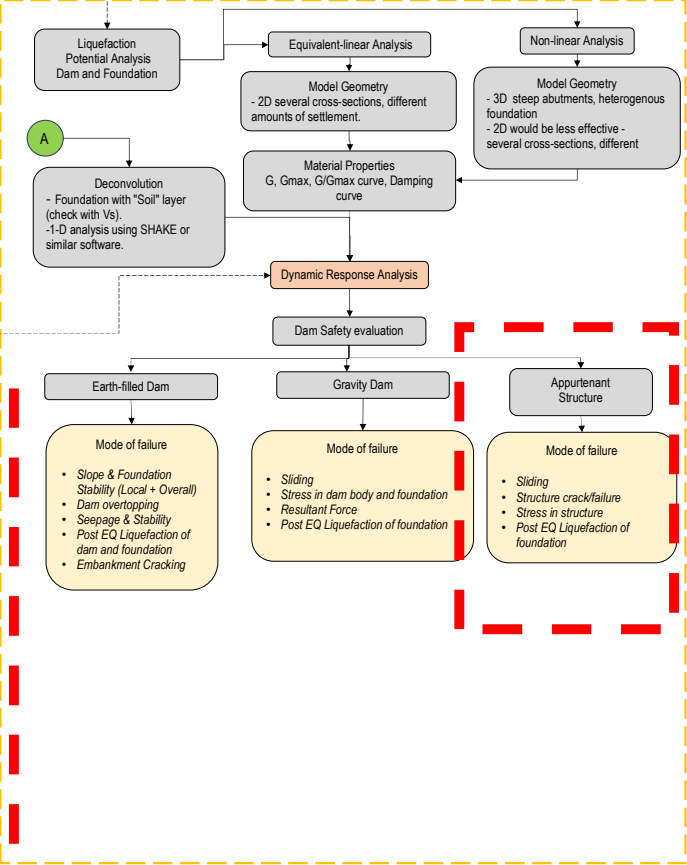 Liquefaction
Potential Analysis
Dam and Foundation
Equivalent-linear Analysis
Non-linear Analysis
Model Geometry
- 2D several cross-sections, different
amounts of settlement.
Model Geometry
- 3D steep abutments, heterogenous
foundation
- 2D would be less effective -
several cross-sections, different
A
Material Properties
G, Gmax, G/Gmax curve, Damping
curve
Deconvolution
- Foundation with "Soil" layer
(check with Vs).
-1-D analysis using SHAKE or
similar software.
Dynamic Response Analysis
Dam Safety evaluation
Earth-filled Dam
Gravity Dam
Appurtenant
Structure
Mode of failure
• Slope & Foundation
Stability (Local + Overall)
• Dam overtopping
• Seepage & Stability
• Post EQ Liquefaction of
dam and foundation
• Embankment Cracking
Mode of failure
• Sliding
• Stress in dam body and foundation
• Resultant Force
• Post EQ Liquefaction of foundation
Mode of failure
• Sliding
• Structure crack/failure
• Stress in structure
• Post EQ Liquefaction of
foundation